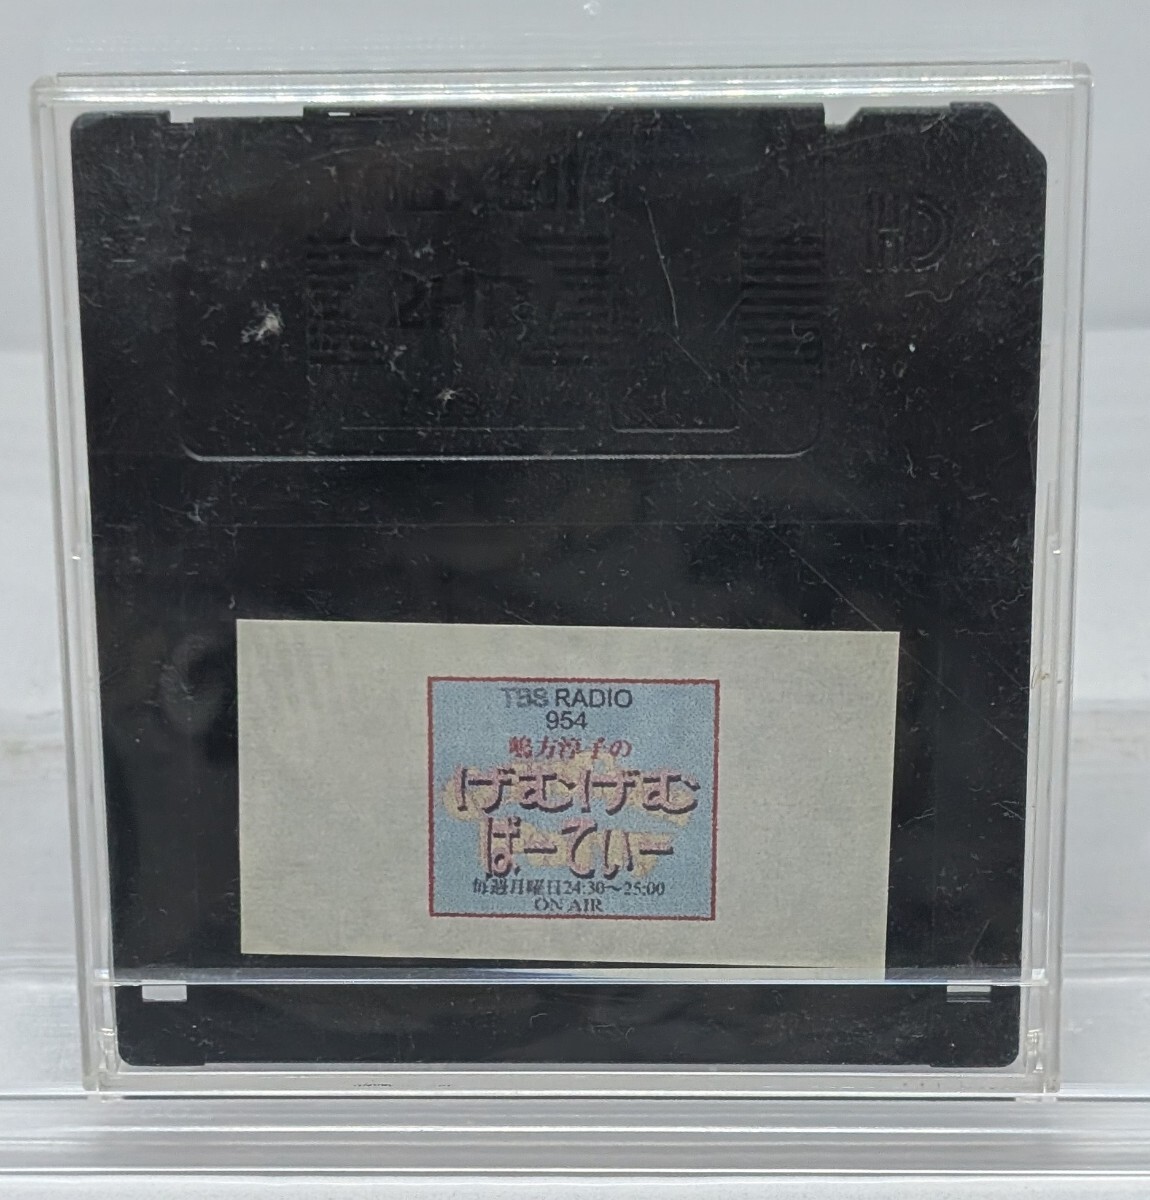 HD
TBS RADIO
954
嶋方淳子の
げむげむ
ぱーてぃー
毎週月曜日24:30～25:00
ON AIR